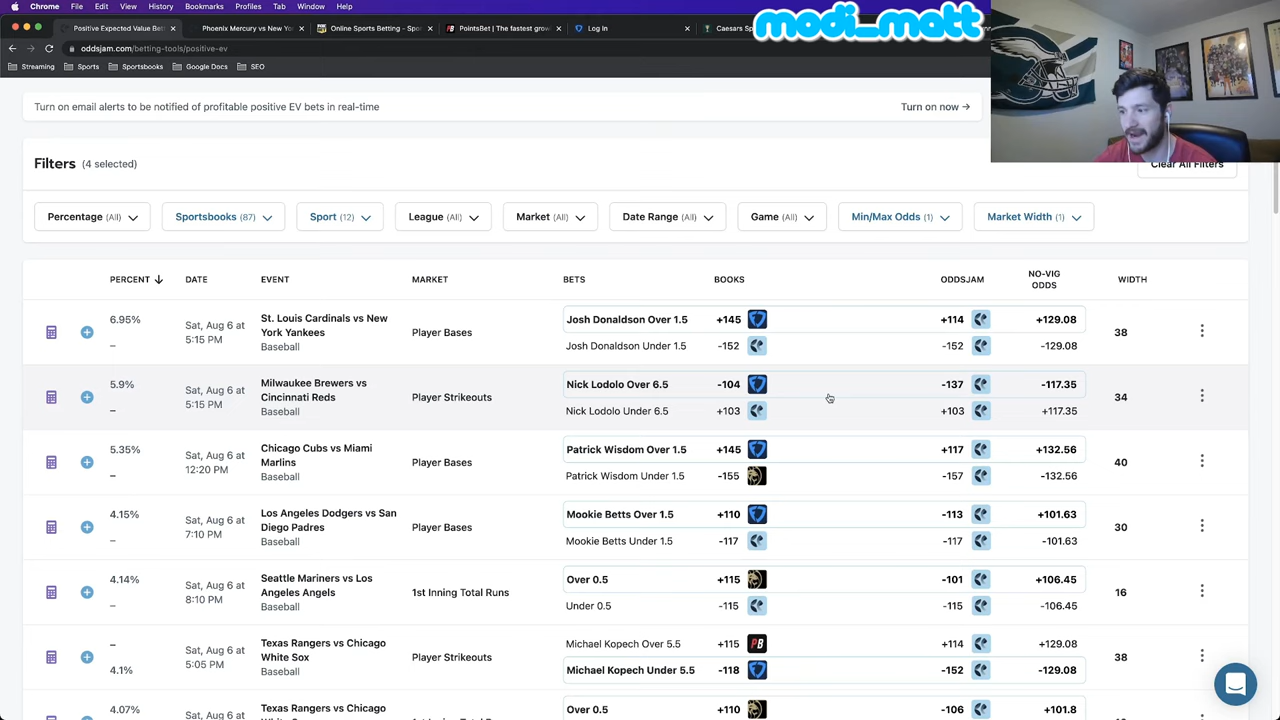 Chrome File Edit View History Bookmarks Profiles Tab Window Help
Positive Expected Value Bet
Phoenix Mercury vs New Yo
Online Sports Betting - Spo
PointsBet | The fastest grow
Log In
Caesars Sp
modi_matt
oddsjam.com/betting-tools/positive-ev
Streaming Sports Sportsbooks Google Docs SEO
Turn on email alerts to be notified of profitable positive EV bets in real-time
Turn on now →
Filters (4 selected)
Clear All Filters
Percentage (All) Sportsbooks (87) Sport (12) League (All) Market (All) Date Range (All) Game (All) Min/Max Odds (1) Market Width (1)
PERCENT ↓ DATE EVENT MARKET BETS BOOKS ODDSJAM NO-VIG ODDS WIDTH
6.95%
–
Sat, Aug 6 at
5:15 PM
St. Louis Cardinals vs New
York Yankees
Baseball
Player Bases
Josh Donaldson Over 1.5 +145 +114 +129.08
Josh Donaldson Under 1.5 -152 -152 -129.08
38
5.9%
–
Sat, Aug 6 at
5:15 PM
Milwaukee Brewers vs
Cincinnati Reds
Baseball
Player Strikeouts
Nick Lodolo Over 6.5 -104 -137 -117.35
Nick Lodolo Under 6.5 +103 +103 +117.35
34
5.35%
–
Sat, Aug 6 at
12:20 PM
Chicago Cubs vs Miami
Marlins
Baseball
Player Bases
Patrick Wisdom Over 1.5 +145 +117 +132.56
Patrick Wisdom Under 1.5 -155 -157 -132.56
40
4.15%
–
Sat, Aug 6 at
7:10 PM
Los Angeles Dodgers vs San
Diego Padres
Baseball
Player Bases
Mookie Betts Over 1.5 +110 -113 +101.63
Mookie Betts Under 1.5 -117 -117 -101.63
30
4.14%
–
Sat, Aug 6 at
8:10 PM
Seattle Mariners vs Los
Angeles Angels
Baseball
1st Inning Total Runs
Over 0.5 +115 -101 +106.45
Under 0.5 -115 -115 -106.45
16
–
4.1%
Sat, Aug 6 at
5:05 PM
Texas Rangers vs Chicago
White Sox
Baseball
Player Strikeouts
Michael Kopech Over 5.5 +115 PB +114 +129.08
Michael Kopech Under 5.5 -118 -152 -129.08
38
4.07%
Sat, Aug 6 at
Texas Rangers vs Chicago
Over 0.5 +110 -106 +101.8